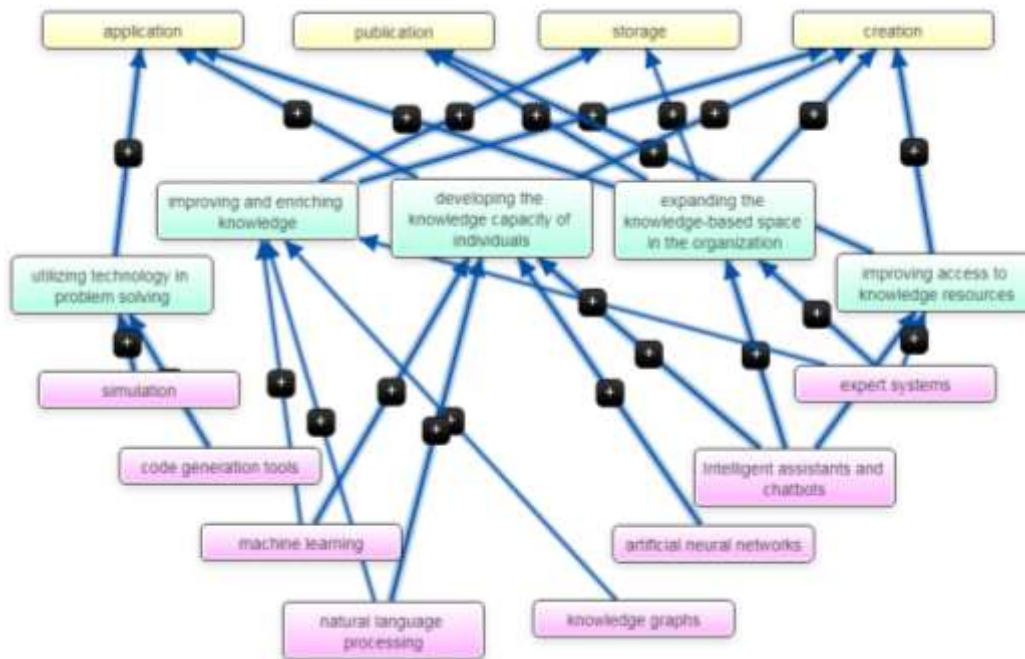 application
publication
storage
creation
+
+
+
+
+
+
+
+
+
improving and enriching
knowledge
developing the
knowledge capacity of
individuals
expanding the
knowledge-based space
in the organization
utilizing technology in
problem solving
improving access to
knowledge resources
+
+
+
+
+
+
simulation
+
+
+
expert systems
+
+
+
code generation tools
Intelligent assistants and
chatbots
machine learning
artificial neural networks
natural language
processing
knowledge graphs